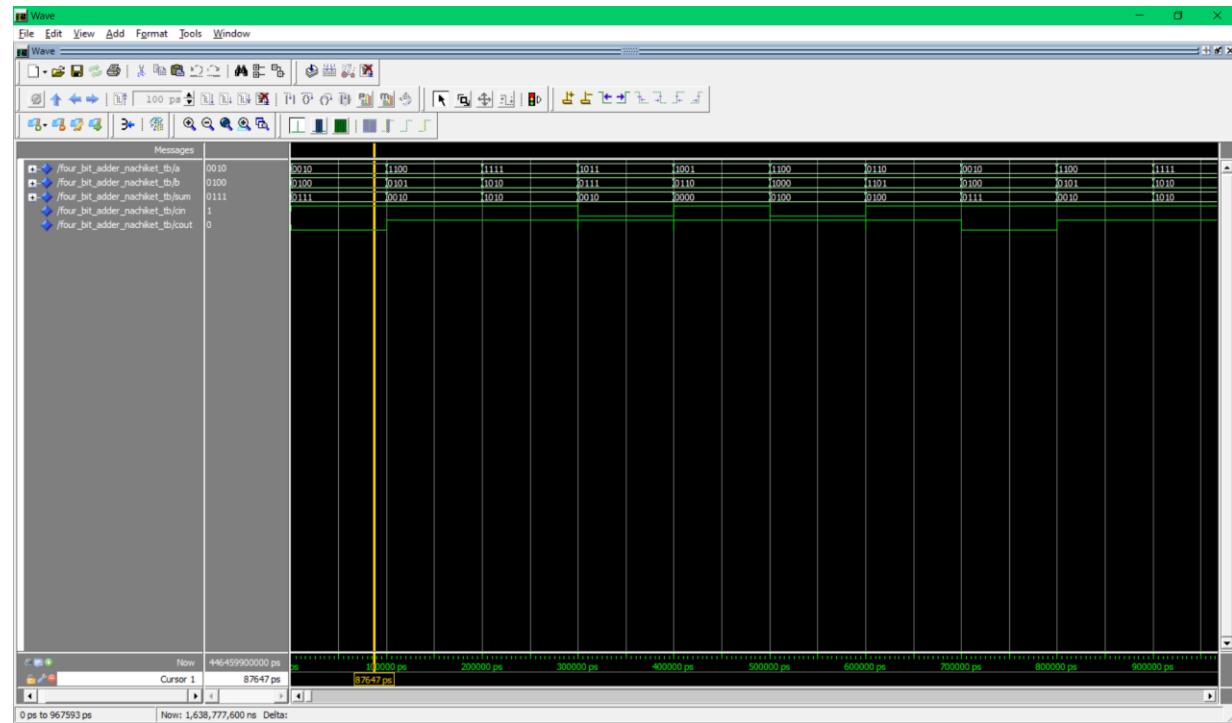 Wave
File Edit View Add Format Tools Window
Wave
100 ps
Messages
/four_bit_adder_nachiket_tb/a 0010 0010 1100 1111 1011 1001 1100 0110 0010 1100 1111
/four_bit_adder_nachiket_tb/b 0100 0100 0101 1010 0111 0110 1000 1101 0100 0101 1010
/four_bit_adder_nachiket_tb/sum 0111 0111 0010 1010 0010 0000 0100 0100 0111 0010 1010
/four_bit_adder_nachiket_tb/cin 1
/four_bit_adder_nachiket_tb/cout 0
Now 446459900000 ps ps 100000 ps 200000 ps 300000 ps 400000 ps 500000 ps 600000 ps 700000 ps 800000 ps 900000 ps
Cursor 1 87647 ps 87647 ps
0 ps to 967593 ps Now: 1,638,777,600 ns Delta: